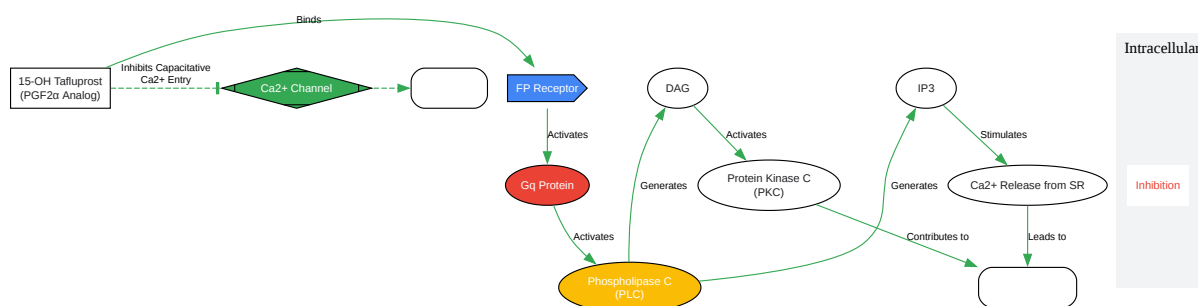 Binds
15-OH Tafluprost
(PGF2α Analog)
Inhibits Capacitative
Ca2+ Entry
Ca2+ Channel
FP Receptor
DAG
IP3
Intracellular
Activates
Activates
Stimulates
Gq Protein
Generates
Protein Kinase C
(PKC)
Generates
Ca2+ Release from SR
Inhibition
Activates
Contributes to
Leads to
Phospholipase C
(PLC)